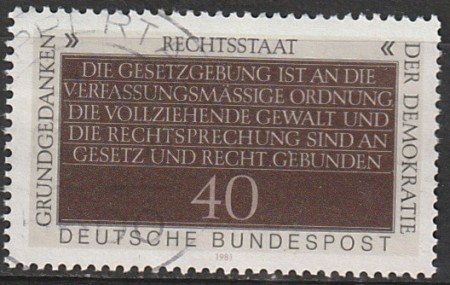 » RECHTSSTAAT «
GRUNDGEDANKEN
DER DEMOKRATIE
DIE GESETZGEBUNG IST AN DIE
VERFASSUNGSMÄSSIGE ORDNUNG
DIE VOLLZIEHENDE GEWALT UND
DIE RECHTSPRECHUNG SIND AN
GESETZ UND RECHT GEBUNDEN
40
DEUTSCHE BUNDESPOST
1981